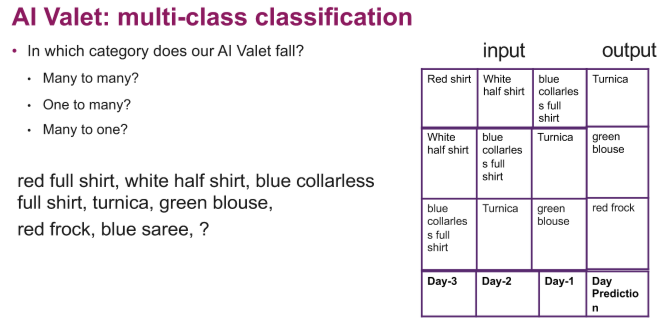 AI Valet: multi-class classification
• In which category does our AI Valet fall?
• Many to many?
• One to many?
• Many to one?
red full shirt, white half shirt, blue collarless
full shirt, turnica, green blouse,
red frock, blue saree, ?
input output
Red shirt
White
half shirt
blue
collarles
s full
shirt
Turnica
White
half shirt
blue
collarles
s full
shirt
Turnica
green
blouse
blue
collarles
s full
shirt
Turnica
green
blouse
red frock
Day-3
Day-2
Day-1
Day
Predictio
n